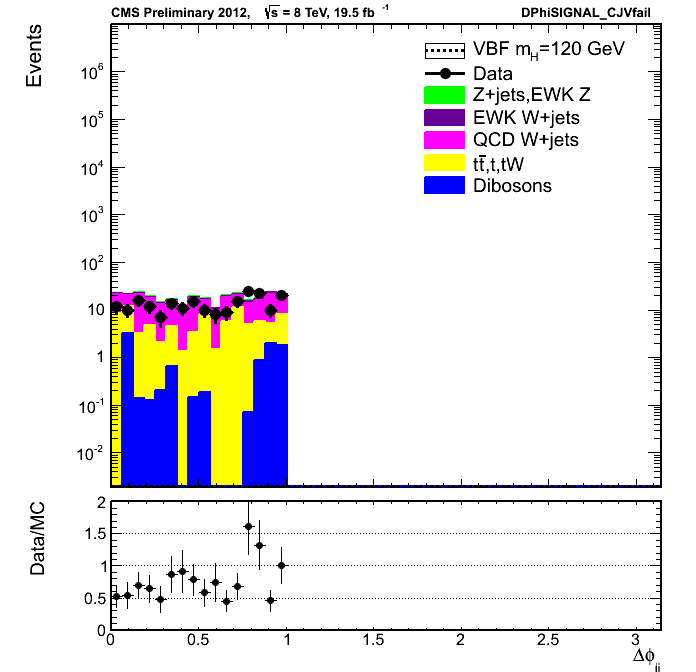 CMS Preliminary 2012, √s = 8 TeV, 19.5 fb⁻¹ DPhiSIGNAL_CJVfail
Events
VBF m_H=120 GeV
Data
Z+jets,EWK Z
EWK W+jets
QCD W+jets
tt̄,t,tW
Dibosons
10⁶
10⁵
10⁴
10³
10²
10
1
10⁻¹
10⁻²
Data/MC
2
1.5
1
0.5
0
0 0.5 1 1.5 2 2.5 3
Δϕ_jj